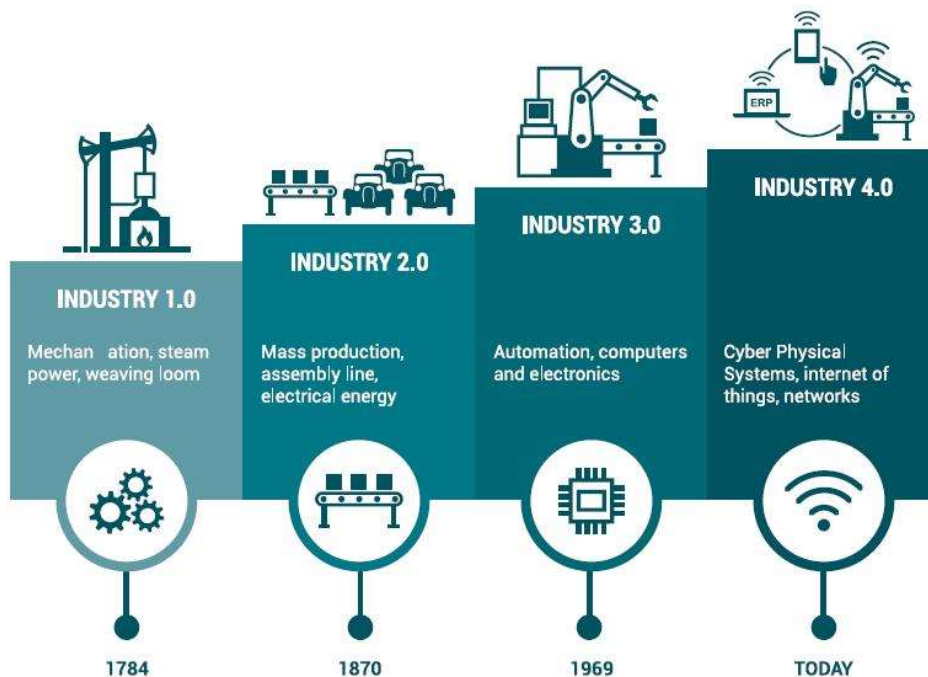 ERP
INDUSTRY 1.0
Mechan ation, steam
power, weaving loom
1784
INDUSTRY 2.0
Mass production,
assembly line,
electrical energy
1870
INDUSTRY 3.0
Automation, computers
and electronics
1969
INDUSTRY 4.0
Cyber Physical
Systems, internet of
things, networks
TODAY